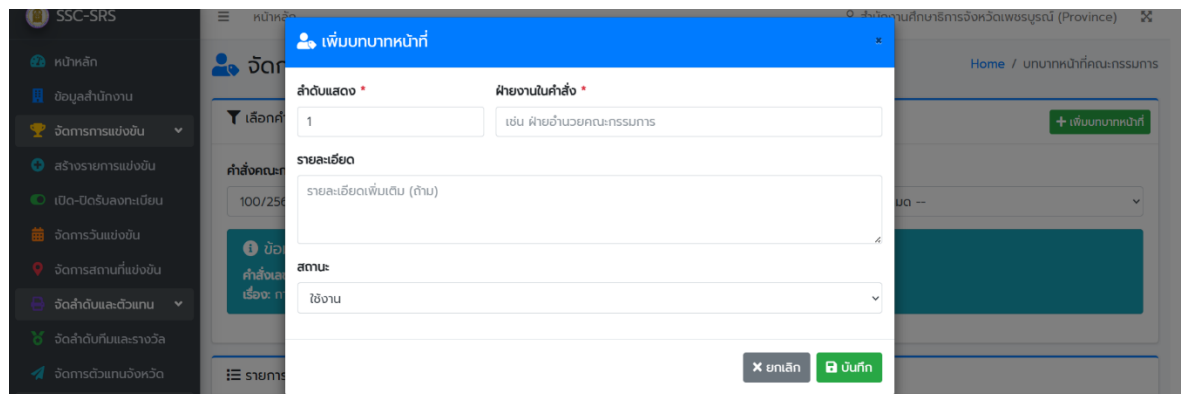 SSC-SRS
หน้าหลัก
สำนักงานศึกษาธิการจังหวัดเพชรบูรณ์ (Province)
หน้าหลัก
ข้อมูลสำนักงาน
จัดการการแข่งขัน
สร้างรายการแข่งขัน
เปิด-ปิดรับลงทะเบียน
จัดการวันแข่งขัน
จัดการสถานที่แข่งขัน
จัดลำดับและตัวแทน
จัดลำดับทีมและรางวัล
จัดการตัวแทนจังหวัด
Home / บทบาทหน้าที่คณะกรรมการ
+ เพิ่มบทบาทหน้าที่
เพิ่มบทบาทหน้าที่
×
ลำดับแสดง * ฝ่ายงานในคำสั่ง *
1 เช่น ฝ่ายอำนวยคณะกรรมการ
รายละเอียด
รายละเอียดเพิ่มเติม (ถ้ามี)
สถานะ
ใช้งาน
ยกเลิก บันทึก